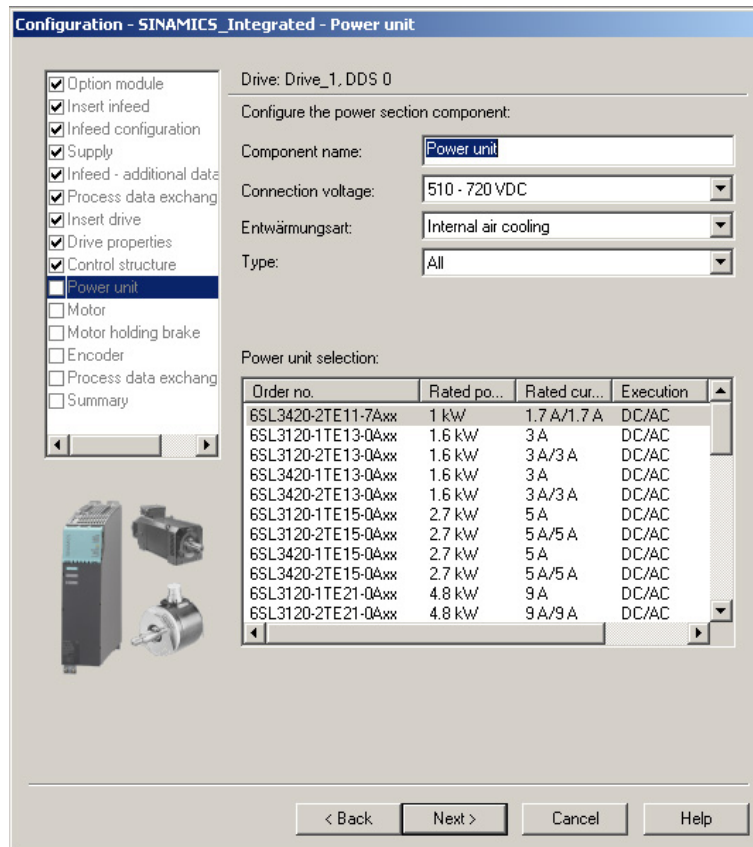 Configuration - SINAMICS_Integrated - Power unit
Option module
Insert infeed
Infeed configuration
Supply
Infeed - additional data
Process data exchang
Insert drive
Drive properties
Control structure
Power unit
Motor
Motor holding brake
Encoder
Process data exchang
Summary
Drive: Drive_1, DDS 0
Configure the power section component:
Component name: Power unit
Connection voltage: 510 - 720 VDC
Entwärmungsart: Internal air cooling
Type: All
Power unit selection:
Order no. Rated po... Rated cur... Execution
6SL3420-2TE11-7Axx 1 kW 1.7 A/1.7 A DC/AC
6SL3120-1TE13-0Axx 1.6 kW 3 A DC/AC
6SL3120-2TE13-0Axx 1.6 kW 3 A/3 A DC/AC
6SL3420-1TE13-0Axx 1.6 kW 3 A DC/AC
6SL3420-2TE13-0Axx 1.6 kW 3 A/3 A DC/AC
6SL3120-1TE15-0Axx 2.7 kW 5 A DC/AC
6SL3120-2TE15-0Axx 2.7 kW 5 A/5 A DC/AC
6SL3420-1TE15-0Axx 2.7 kW 5 A DC/AC
6SL3420-2TE15-0Axx 2.7 kW 5 A/5 A DC/AC
6SL3120-1TE21-0Axx 4.8 kW 9 A DC/AC
6SL3120-2TE21-0Axx 4.8 kW 9 A/9 A DC/AC
< Back Next > Cancel Help